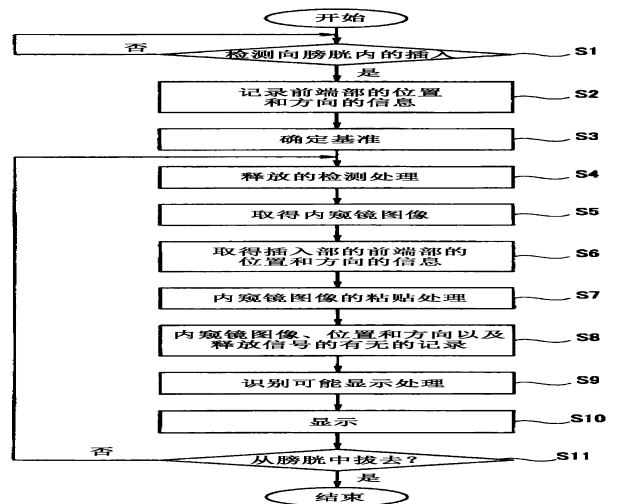 开始
否
检测向膀胱内的插入
S1
是
记录前端部的位置
和方向的信息
S2
确定基准
S3
释放的检测处理
S4
取得内窥镜图像
S5
取得插入部的前端部的
位置和方向的信息
S6
内窥镜图像的粘贴处理
S7
内窥镜图像、位置和方向以及
释放信号的有无的记录
S8
识别可能显示处理
S9
显示
S10
否
从膀胱中拔去?
S11
是
结束